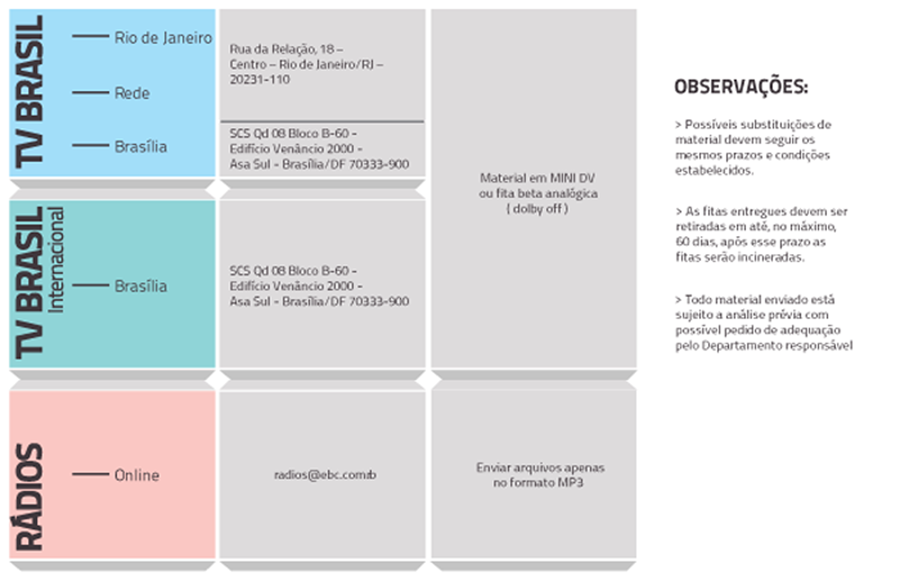 TV BRASIL
Rio de Janeiro
Rede
Brasília
Rua da Relação, 18 –
Centro – Rio de Janeiro/RJ –
20231-110
SCS Qd 08 Bloco B-60 -
Edifício Venâncio 2000 -
Asa Sul - Brasília/DF 70333-900
TV BRASIL
Internacional
Brasília
SCS Qd 08 Bloco B-60 -
Edifício Venâncio 2000 -
Asa Sul - Brasília/DF 70333-900
Material em MINI DV
ou fita beta analógica
( dolby off )
RÁDIOS
Online
radios@ebc.com.b
Enviar arquivos apenas
no formato MP3
OBSERVAÇÕES:
> Possíveis substituições de
material devem seguir os
mesmos prazos e condições
estabelecidos.
> As fitas entregues devem ser
retiradas em até, no máximo,
60 dias, após esse prazo as
fitas serão incineradas.
> Todo material enviado está
sujeito a análise prévia com
possível pedido de adequação
pelo Departamento responsável